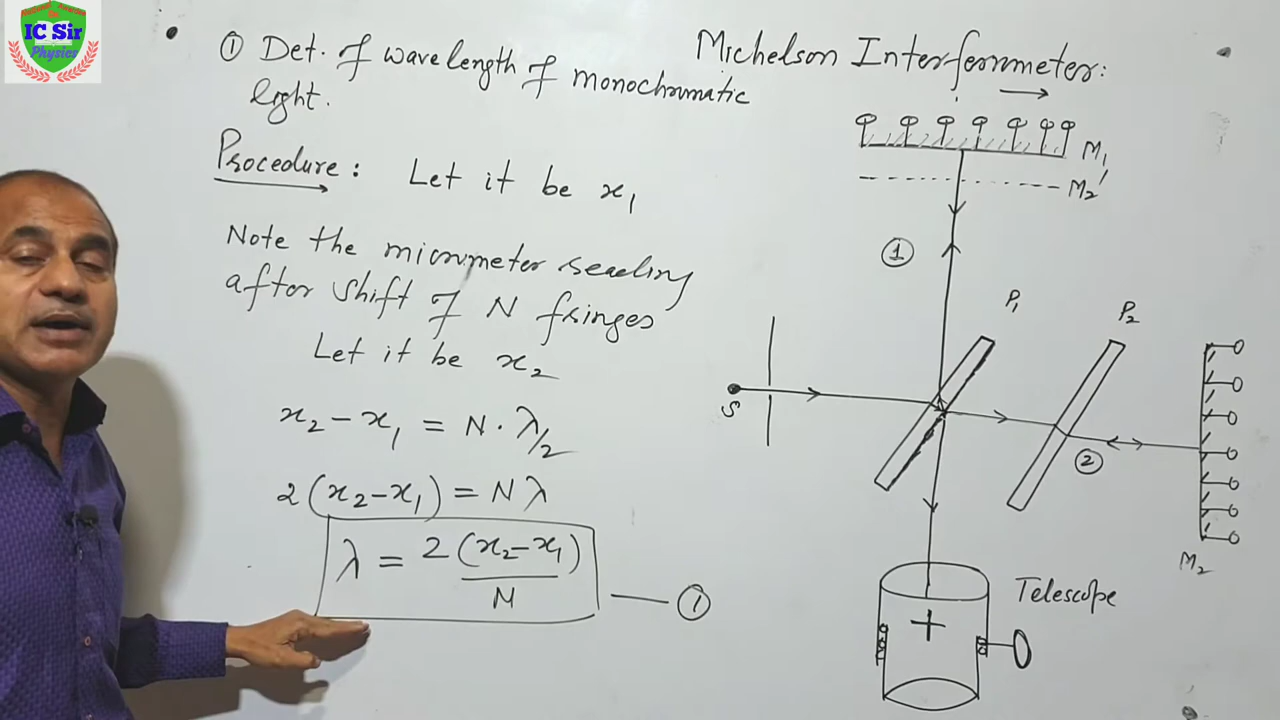 IC Sir
Physics
① Det. of wavelength of monochromatic
light.
Procedure: Let it be x₁
Note the micrometer reading
after shift of N fringes
Let it be x₂
x₂-x₁ = N·λ/2
2(x₂-x₁) = Nλ
λ = 2(x₂-x₁)/N — ①
Michelson Interferometer:
M₁
M₂'
①
P₁
P₂
S
②
M₂
Telescope